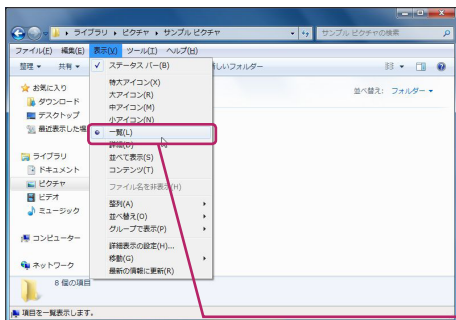 ライブラリ ▸ ピクチャ ▸ サンプル ピクチャ
サンプル ピクチャの検索
ファイル(F) 編集(E) 表示(V) ツール(T) ヘルプ(H)
整理 共有
しいフォルダー
✓ ステータス バー(B)
特大アイコン(X)
大アイコン(R)
中アイコン(M)
小アイコン(N)
一覧(L)
詳細(D)
並べて表示(S)
コンテンツ(T)
ファイル名を非表示(H)
整列(A)
並べ替え(O)
グループで表示(P)
詳細表示の設定(H)...
移動(G)
最新の情報に更新(R)
お気に入り
ダウンロード
デスクトップ
最近表示した場
ライブラリ
ドキュメント
ピクチャ
ビデオ
ミュージック
コンピューター
ネットワーク
並べ替え: フォルダー
8 個の項目
項目を一覧表示します。